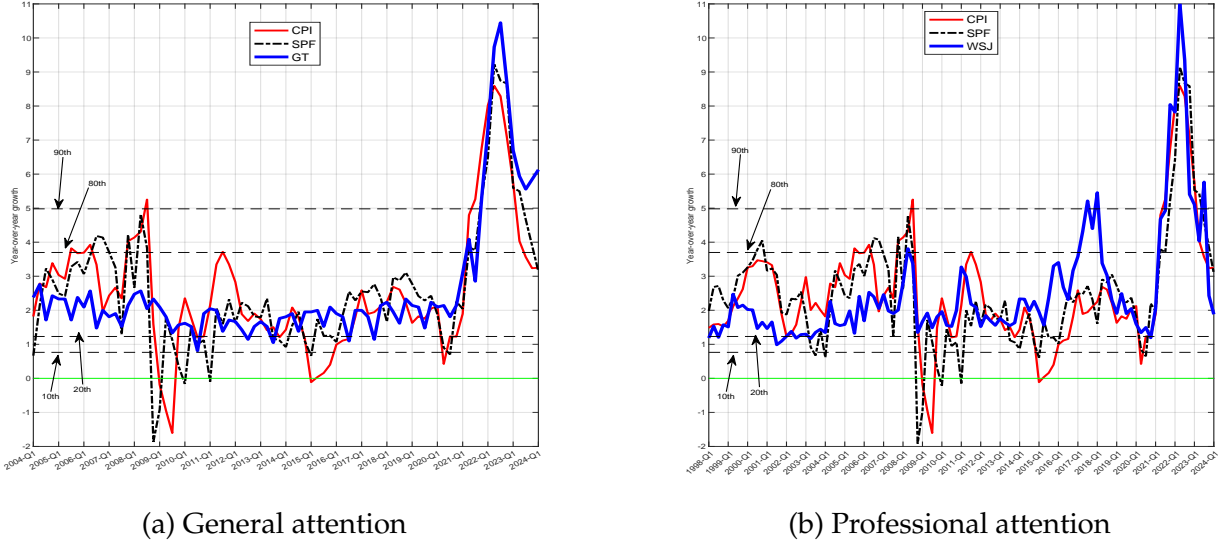 11
10
9
8
7
6
5
4
3
2
1
0
-1
-2
Year-over-year growth
CPI
SPF
GT
90th
80th
10th
20th
2004-Q1
2005-Q1
2006-Q1
2007-Q1
2008-Q1
2009-Q1
2010-Q1
2011-Q1
2012-Q1
2013-Q1
2014-Q1
2015-Q1
2016-Q1
2017-Q1
2018-Q1
2019-Q1
2020-Q1
2021-Q1
2022-Q1
2023-Q1
2024-Q1
(a) General attention
11
10
9
8
7
6
5
4
3
2
1
0
-1
-2
Year-over-year growth
CPI
SPF
WSJ
90th
80th
10th
20th
1998-Q1
1999-Q1
2000-Q1
2001-Q1
2002-Q1
2003-Q1
2004-Q1
2005-Q1
2006-Q1
2007-Q1
2008-Q1
2009-Q1
2010-Q1
2011-Q1
2012-Q1
2013-Q1
2014-Q1
2015-Q1
2016-Q1
2017-Q1
2018-Q1
2019-Q1
2020-Q1
2021-Q1
2022-Q1
2023-Q1
2024-Q1
(b) Professional attention